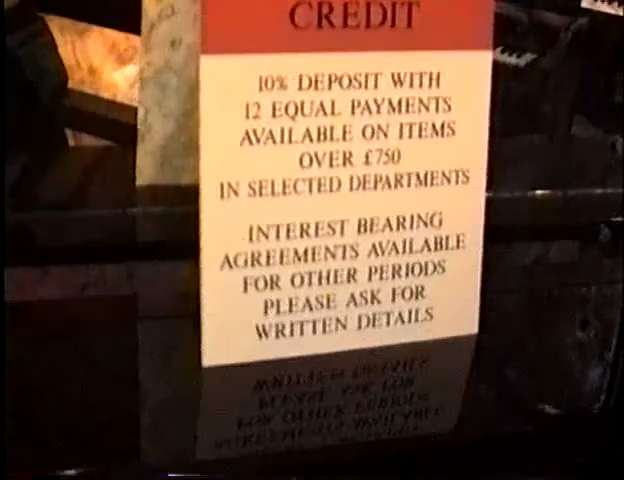 CREDIT
10% DEPOSIT WITH
12 EQUAL PAYMENTS
AVAILABLE ON ITEMS
OVER £750
IN SELECTED DEPARTMENTS
INTEREST BEARING
AGREEMENTS AVAILABLE
FOR OTHER PERIODS
PLEASE ASK FOR
WRITTEN DETAILS